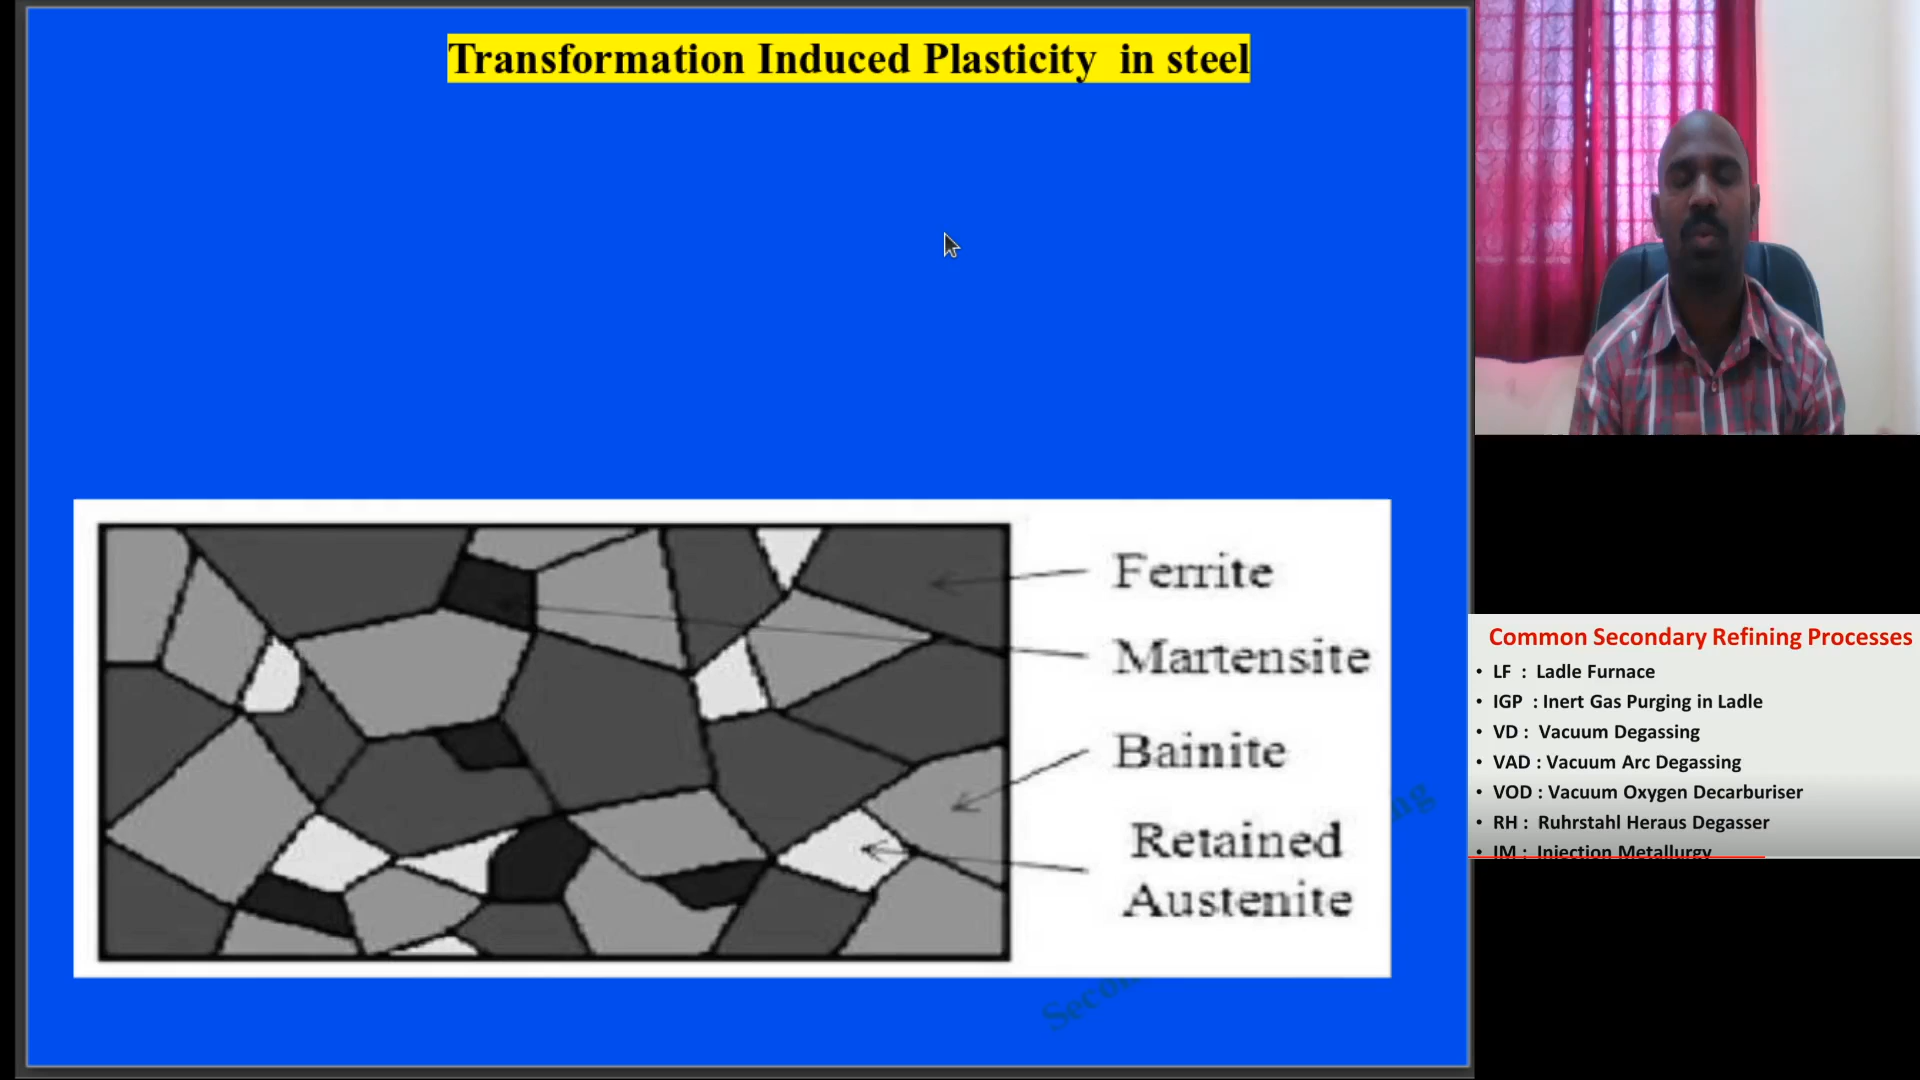 Transformation Induced Plasticity in steel
Ferrite
Martensite
Bainite
Retained
Austenite
Common Secondary Refining Processes
• LF : Ladle Furnace
• IGP : Inert Gas Purging in Ladle
• VD : Vacuum Degassing
• VAD : Vacuum Arc Degassing
• VOD : Vacuum Oxygen Decarburiser
• RH : Ruhrstahl Heraus Degasser
• IM : Injection Metallurgy